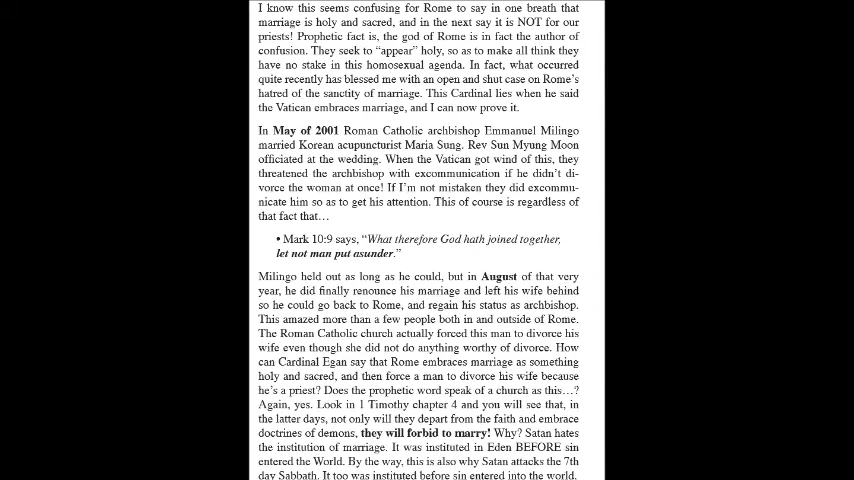 I know this seems confusing for Rome to say in one breath that
marriage is holy and sacred, and in the next say it is NOT for our
priests! Prophetic fact is, the god of Rome is in fact the author of
confusion. They seek to “appear” holy, so as to make all think they
have no stake in this homosexual agenda. In fact, what occurred
quite recently has blessed me with an open and shut case on Rome’s
hatred of the sanctity of marriage. This Cardinal lies when he said
the Vatican embraces marriage, and I can now prove it.
In May of 2001 Roman Catholic archbishop Emmanuel Milingo
married Korean acupuncturist Maria Sung. Rev Sun Myung Moon
officiated at the wedding. When the Vatican got wind of this, they
threatened the archbishop with excommunication if he didn’t di-
vorce the woman at once! If I’m not mistaken they did excommu-
nicate him so as to get his attention. This of course is regardless of
that fact that…
• Mark 10:9 says, “What therefore God hath joined together,
let not man put asunder.”
Milingo held out as long as he could, but in August of that very
year, he did finally renounce his marriage and left his wife behind
so he could go back to Rome, and regain his status as archbishop.
This amazed more than a few people both in and outside of Rome.
The Roman Catholic church actually forced this man to divorce his
wife even though she did not do anything worthy of divorce. How
can Cardinal Egan say that Rome embraces marriage as something
holy and sacred, and then force a man to divorce his wife because
he’s a priest? Does the prophetic word speak of a church as this…?
Again, yes. Look in 1 Timothy chapter 4 and you will see that, in
the latter days, not only will they depart from the faith and embrace
doctrines of demons, they will forbid to marry! Why? Satan hates
the institution of marriage. It was instituted in Eden BEFORE sin
entered the World. By the way, this is also why Satan attacks the 7th
day Sabbath. It too was instituted before sin entered into the world.